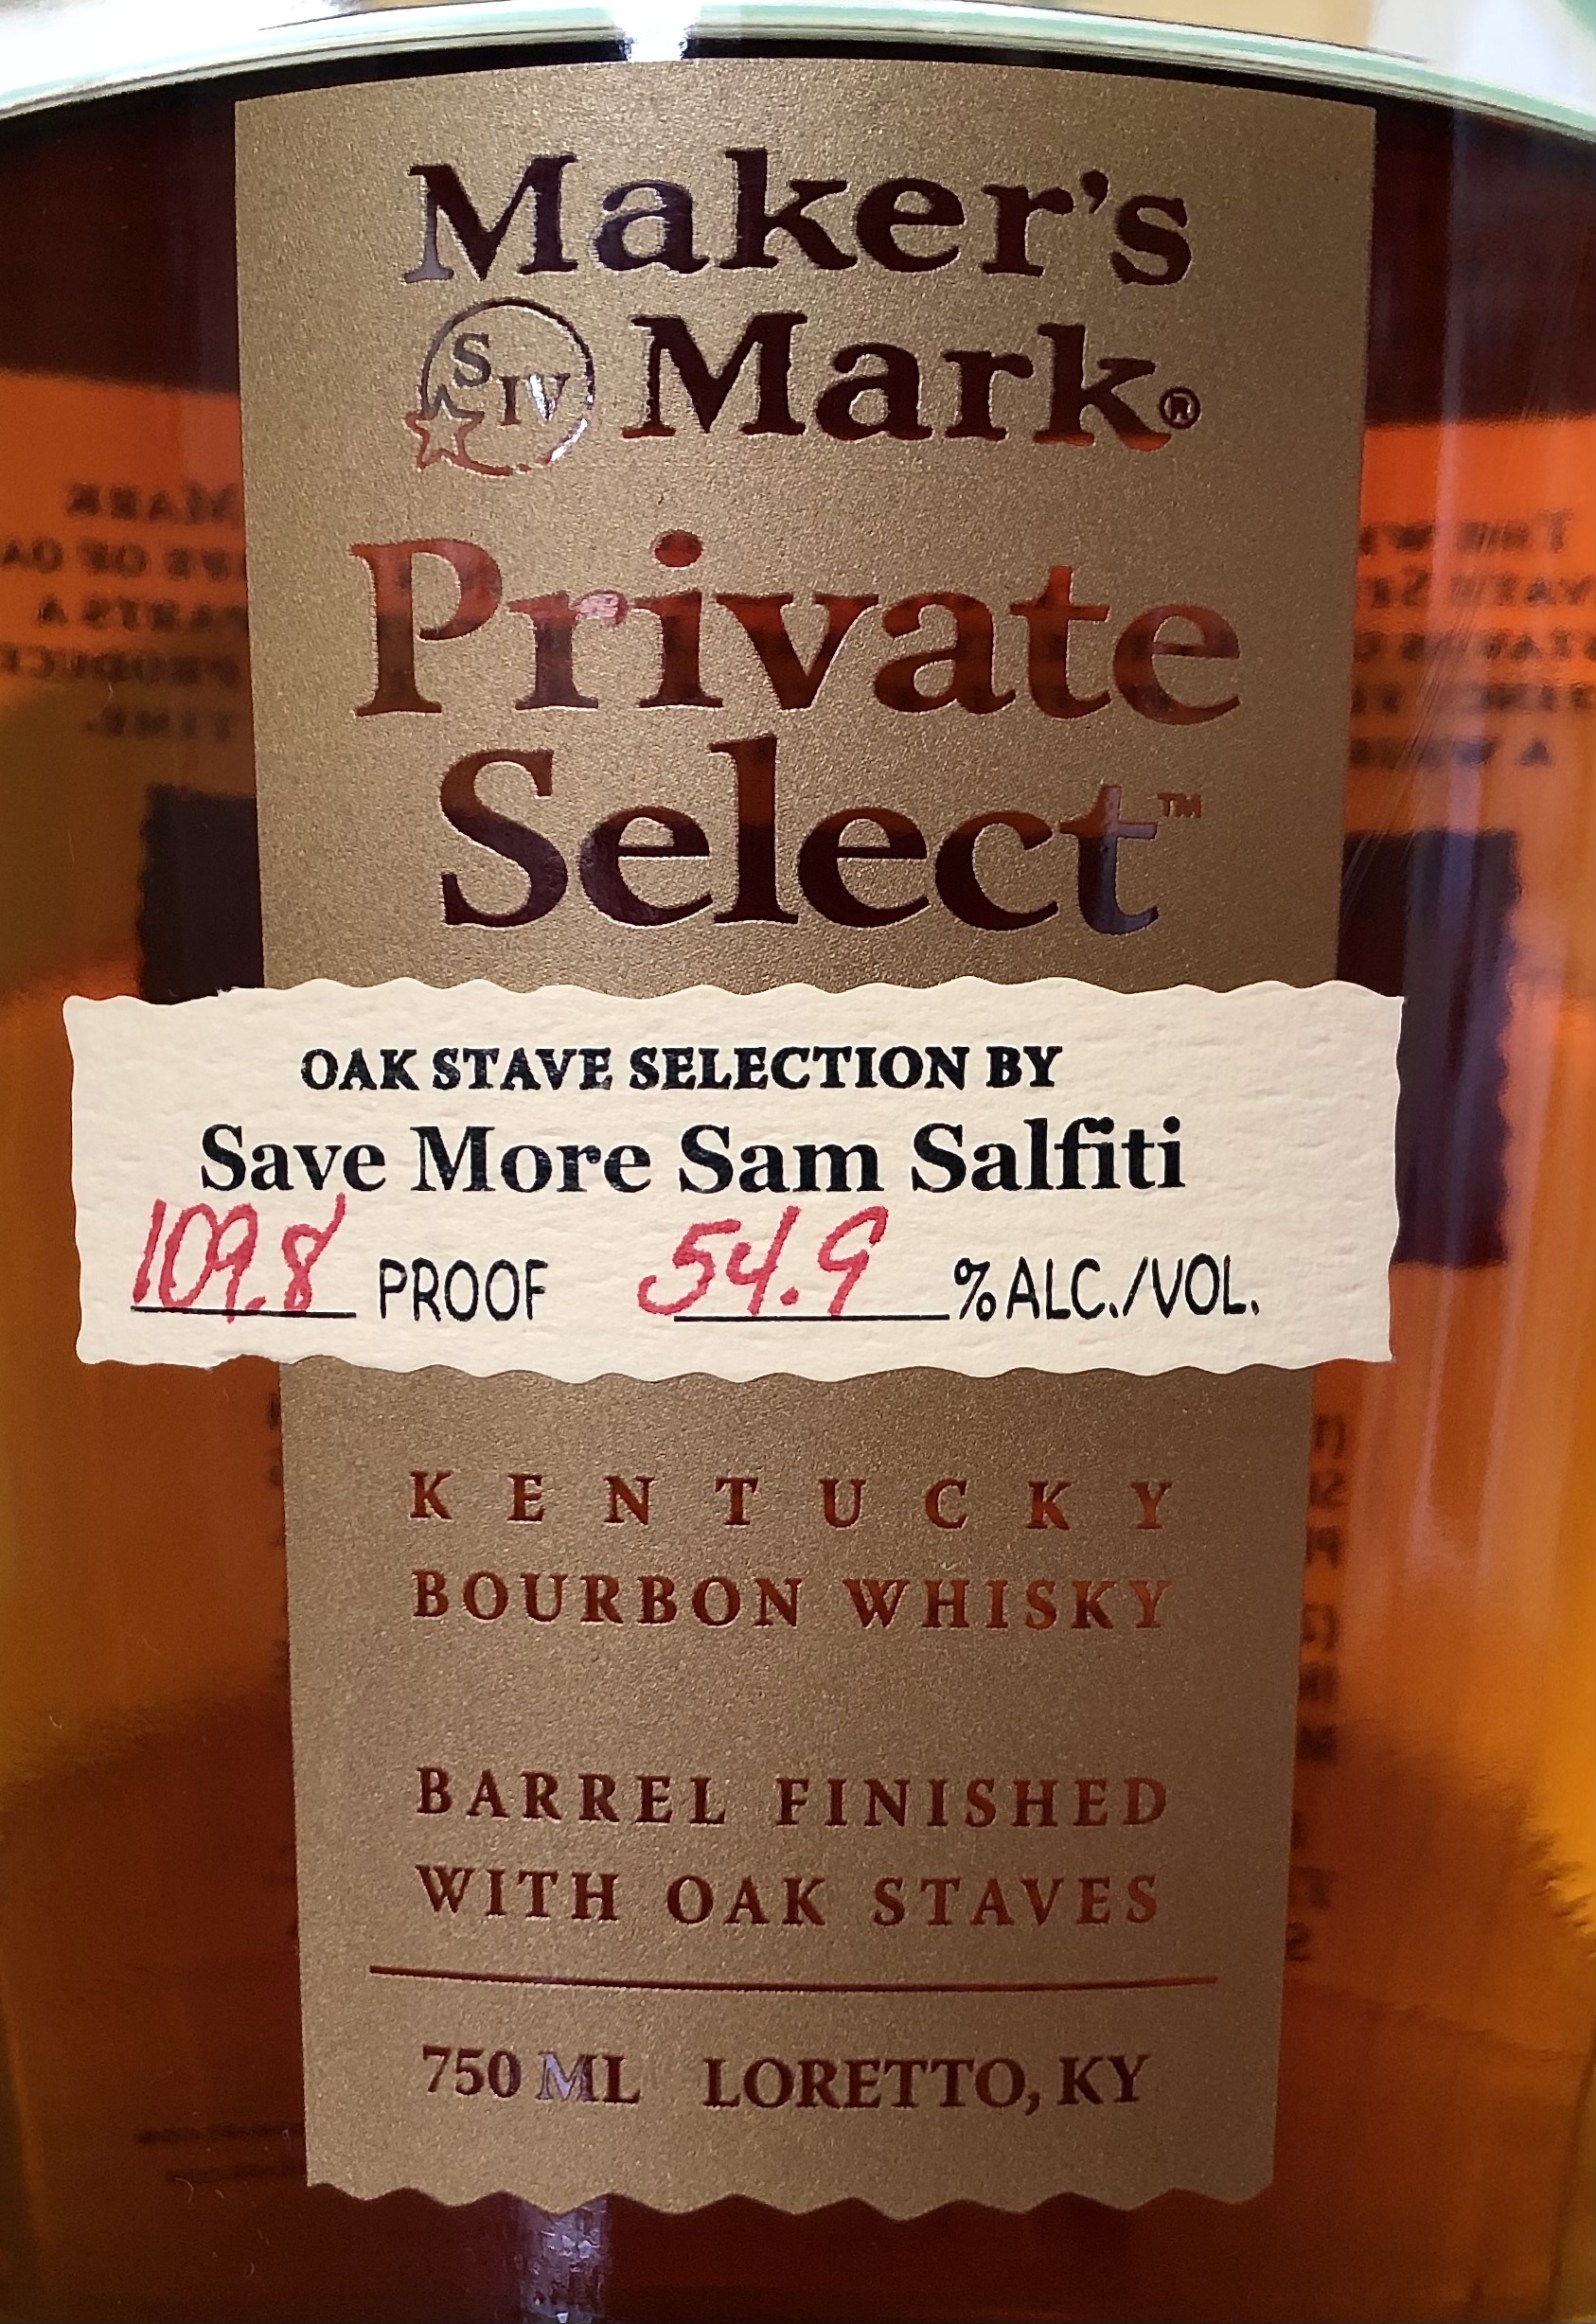 Maker's
SIV Mark®
Private
Select™
OAK STAVE SELECTION BY
Save More Sam Salfiti
109.8 PROOF 54.9 %ALC./VOL.
KENTUCKY
BOURBON WHISKY
BARREL FINISHED
WITH OAK STAVES
750 ML LORETTO, KY